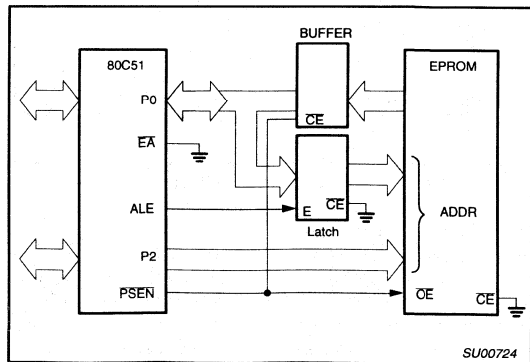 BUFFER
80C51
EPROM
P0
CE
EA
CE
ALE
E
ADDR
Latch
P2
PSEN
OE
CE
SU00724